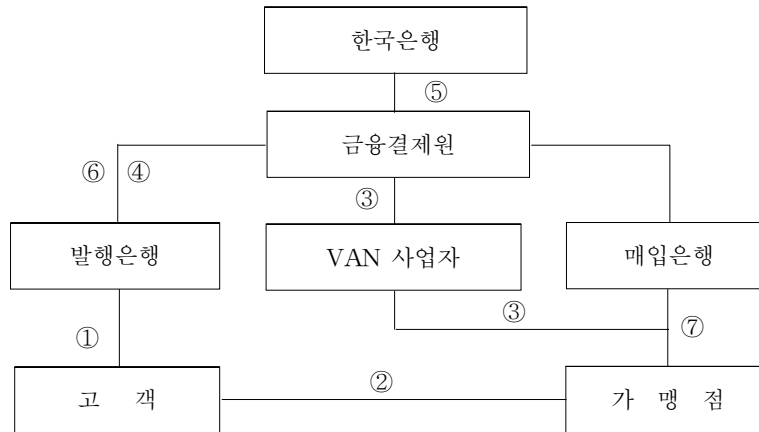 한국은행
⑤
금융결제원
⑥ ④
③
발행은행
VAN 사업자
매입은행
③
①
⑦
②
고 객
가 맹 점